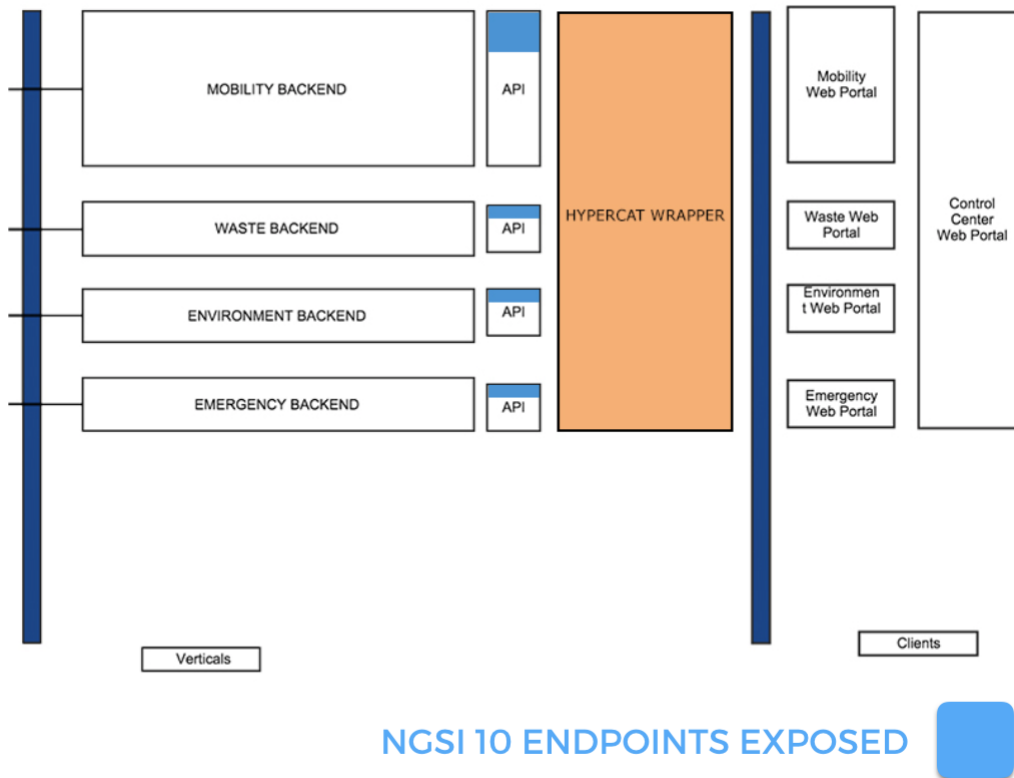 MOBILITY BACKEND
API
HYPERCAT WRAPPER
Mobility
Web Portal
Control
Center
Web Portal
WASTE BACKEND
API
Waste Web
Portal
ENVIRONMENT BACKEND
API
Environmen
t Web Portal
EMERGENCY BACKEND
API
Emergency
Web Portal
Verticals
Clients
NGSI 10 ENDPOINTS EXPOSED